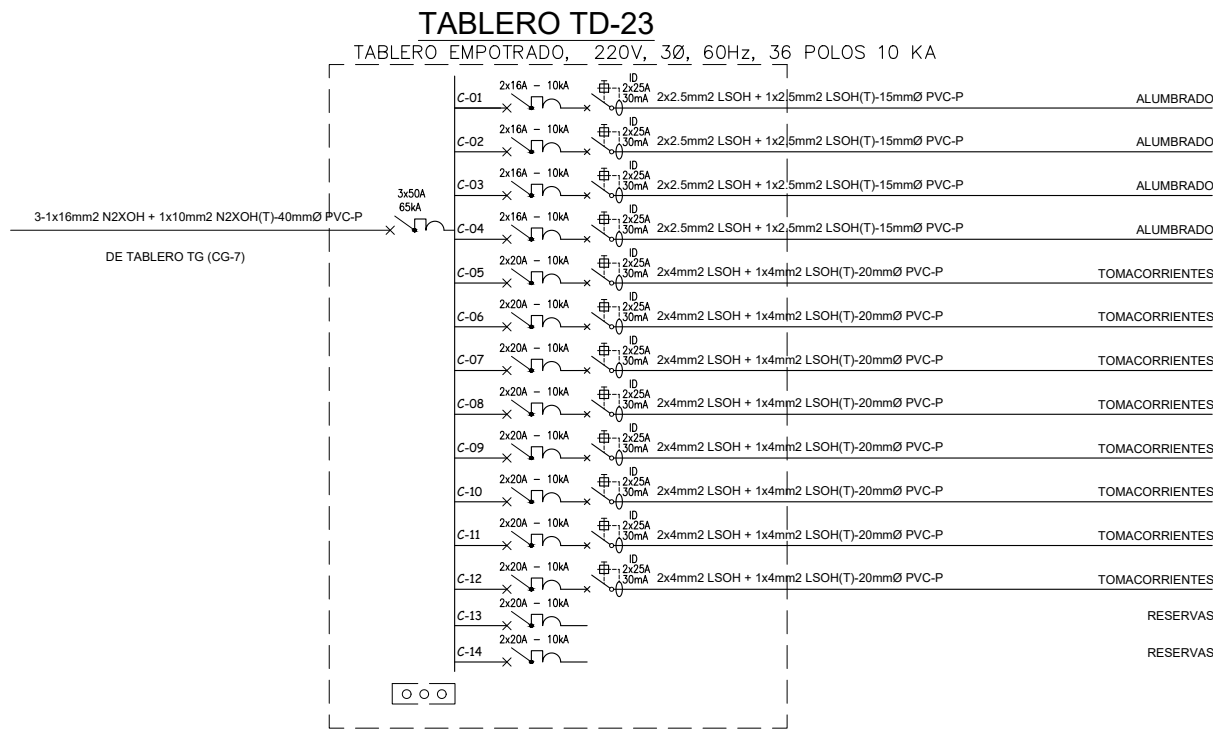 TABLERO TD-23
TABLERO EMPOTRADO, 220V, 3Ø, 60Hz, 36 POLOS 10 KA
3-1x16mm2 N2XOH + 1x10mm2 N2XOH(T)-40mmØ PVC-P
DE TABLERO TG (CG-7)
3x50A
65kA
C-01 2x16A - 10kA ID 2x25A 30mA 2x2.5mm2 LSOH + 1x2.5mm2 LSOH(T)-15mmØ PVC-P ALUMBRADO
C-02 2x16A - 10kA ID 2x25A 30mA 2x2.5mm2 LSOH + 1x2.5mm2 LSOH(T)-15mmØ PVC-P ALUMBRADO
C-03 2x16A - 10kA ID 2x25A 30mA 2x2.5mm2 LSOH + 1x2.5mm2 LSOH(T)-15mmØ PVC-P ALUMBRADO
C-04 2x16A - 10kA ID 2x25A 30mA 2x2.5mm2 LSOH + 1x2.5mm2 LSOH(T)-15mmØ PVC-P ALUMBRADO
C-05 2x20A - 10kA ID 2x25A 30mA 2x4mm2 LSOH + 1x4mm2 LSOH(T)-20mmØ PVC-P TOMACORRIENTES
C-06 2x20A - 10kA ID 2x25A 30mA 2x4mm2 LSOH + 1x4mm2 LSOH(T)-20mmØ PVC-P TOMACORRIENTES
C-07 2x20A - 10kA ID 2x25A 30mA 2x4mm2 LSOH + 1x4mm2 LSOH(T)-20mmØ PVC-P TOMACORRIENTES
C-08 2x20A - 10kA ID 2x25A 30mA 2x4mm2 LSOH + 1x4mm2 LSOH(T)-20mmØ PVC-P TOMACORRIENTES
C-09 2x20A - 10kA ID 2x25A 30mA 2x4mm2 LSOH + 1x4mm2 LSOH(T)-20mmØ PVC-P TOMACORRIENTES
C-10 2x20A - 10kA ID 2x25A 30mA 2x4mm2 LSOH + 1x4mm2 LSOH(T)-20mmØ PVC-P TOMACORRIENTES
C-11 2x20A - 10kA ID 2x25A 30mA 2x4mm2 LSOH + 1x4mm2 LSOH(T)-20mmØ PVC-P TOMACORRIENTES
C-12 2x20A - 10kA ID 2x25A 30mA 2x4mm2 LSOH + 1x4mm2 LSOH(T)-20mmØ PVC-P TOMACORRIENTES
C-13 2x20A - 10kA RESERVAS
C-14 2x20A - 10kA RESERVAS